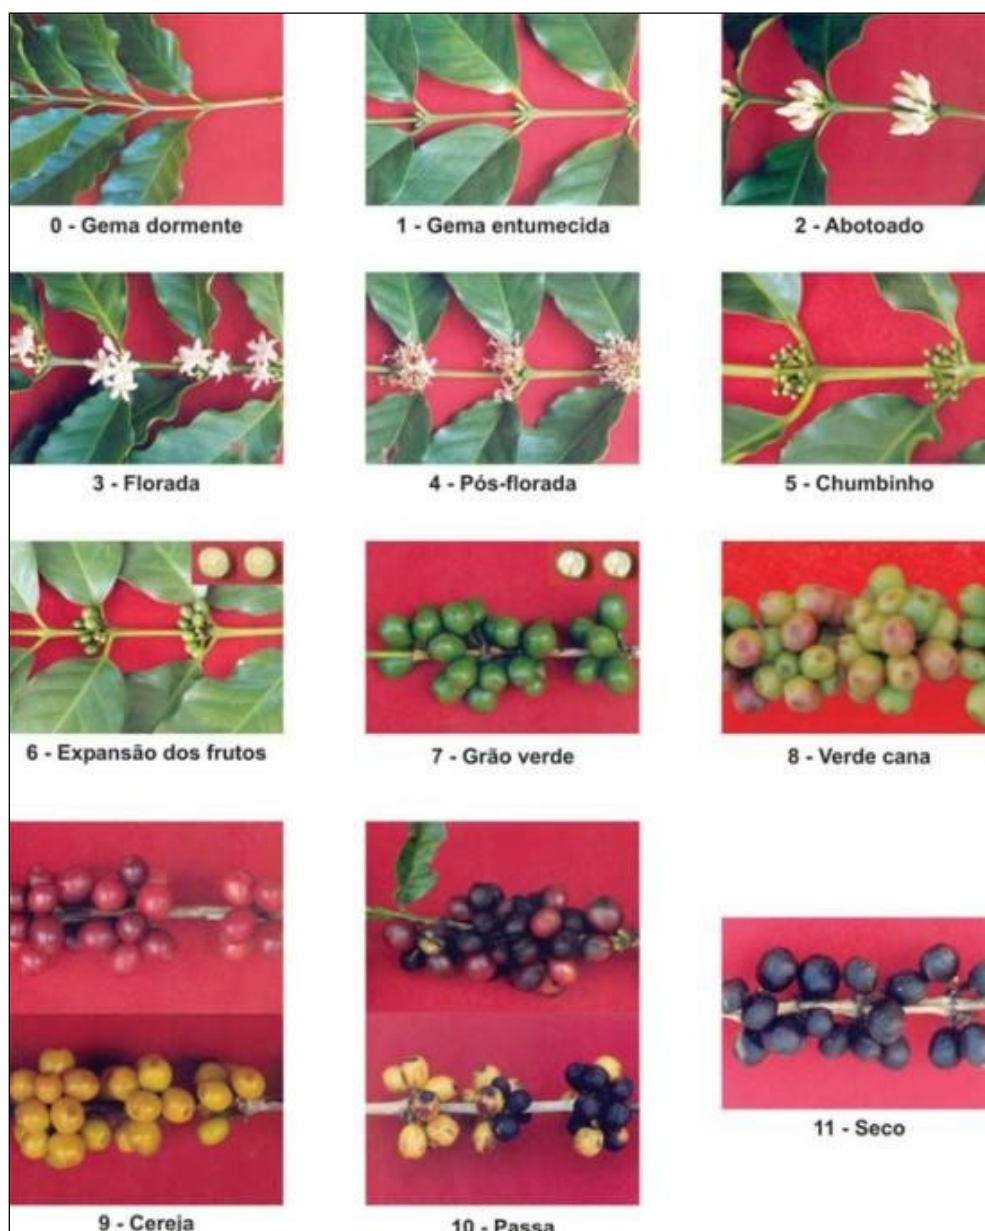 0 - Gema dormente
1 - Gema entumecida
2 - Abotoado
3 - Florada
4 - Pós-florada
5 - Chumbinho
6 - Expansão dos frutos
7 - Grão verde
8 - Verde cana
9 - Cereja
10 - Passa
11 - Seco